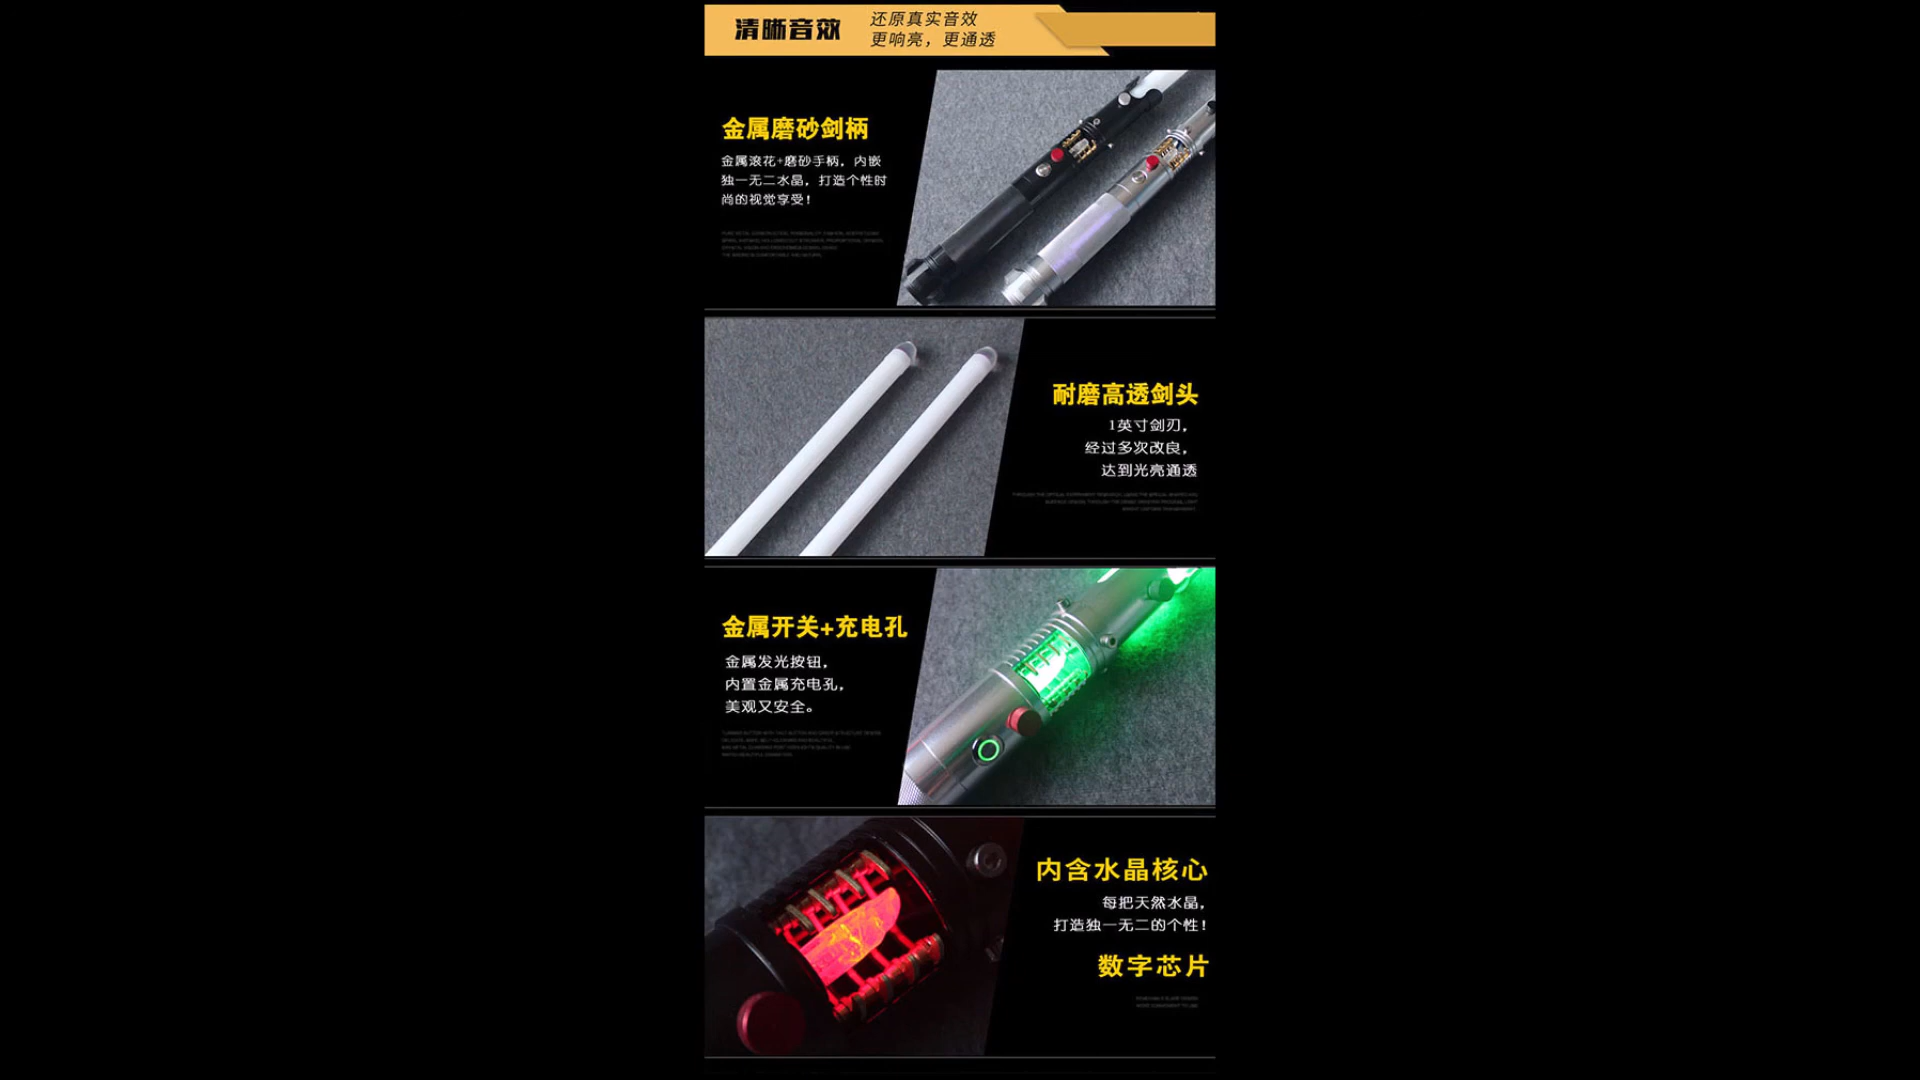 清晰音效
还原真实音效
更响亮，更通透
金属磨砂剑柄
金属滚花+磨砂手柄，内嵌
独一无二水晶，打造个性时
尚的视觉享受！
耐磨高透剑头
1英寸剑刃，
经过多次改良，
达到光亮通透
金属开关+充电孔
金属发光按钮，
内置金属充电孔，
美观又安全。
内含水晶核心
每把天然水晶，
打造独一无二的个性！
数字芯片